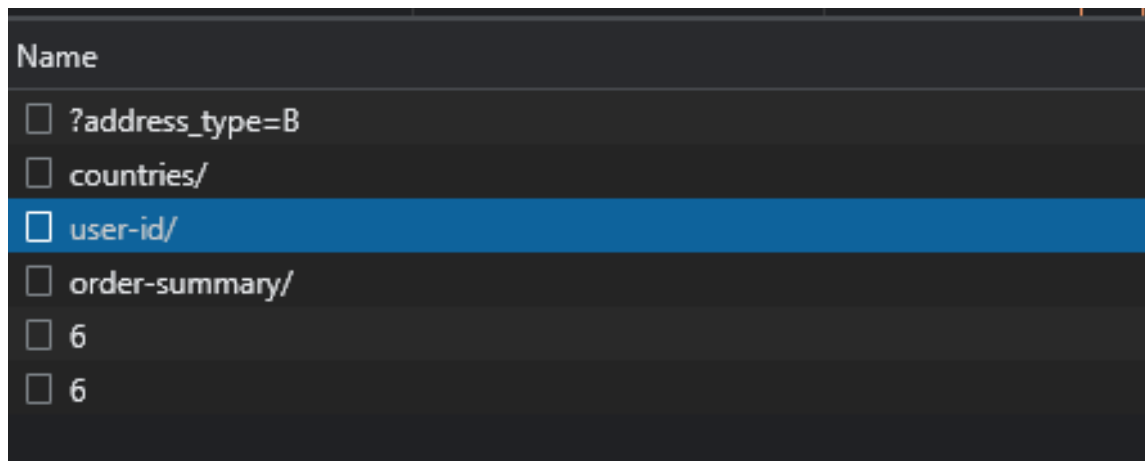 Name
?address_type=B
countries/
user-id/
order-summary/
6
6